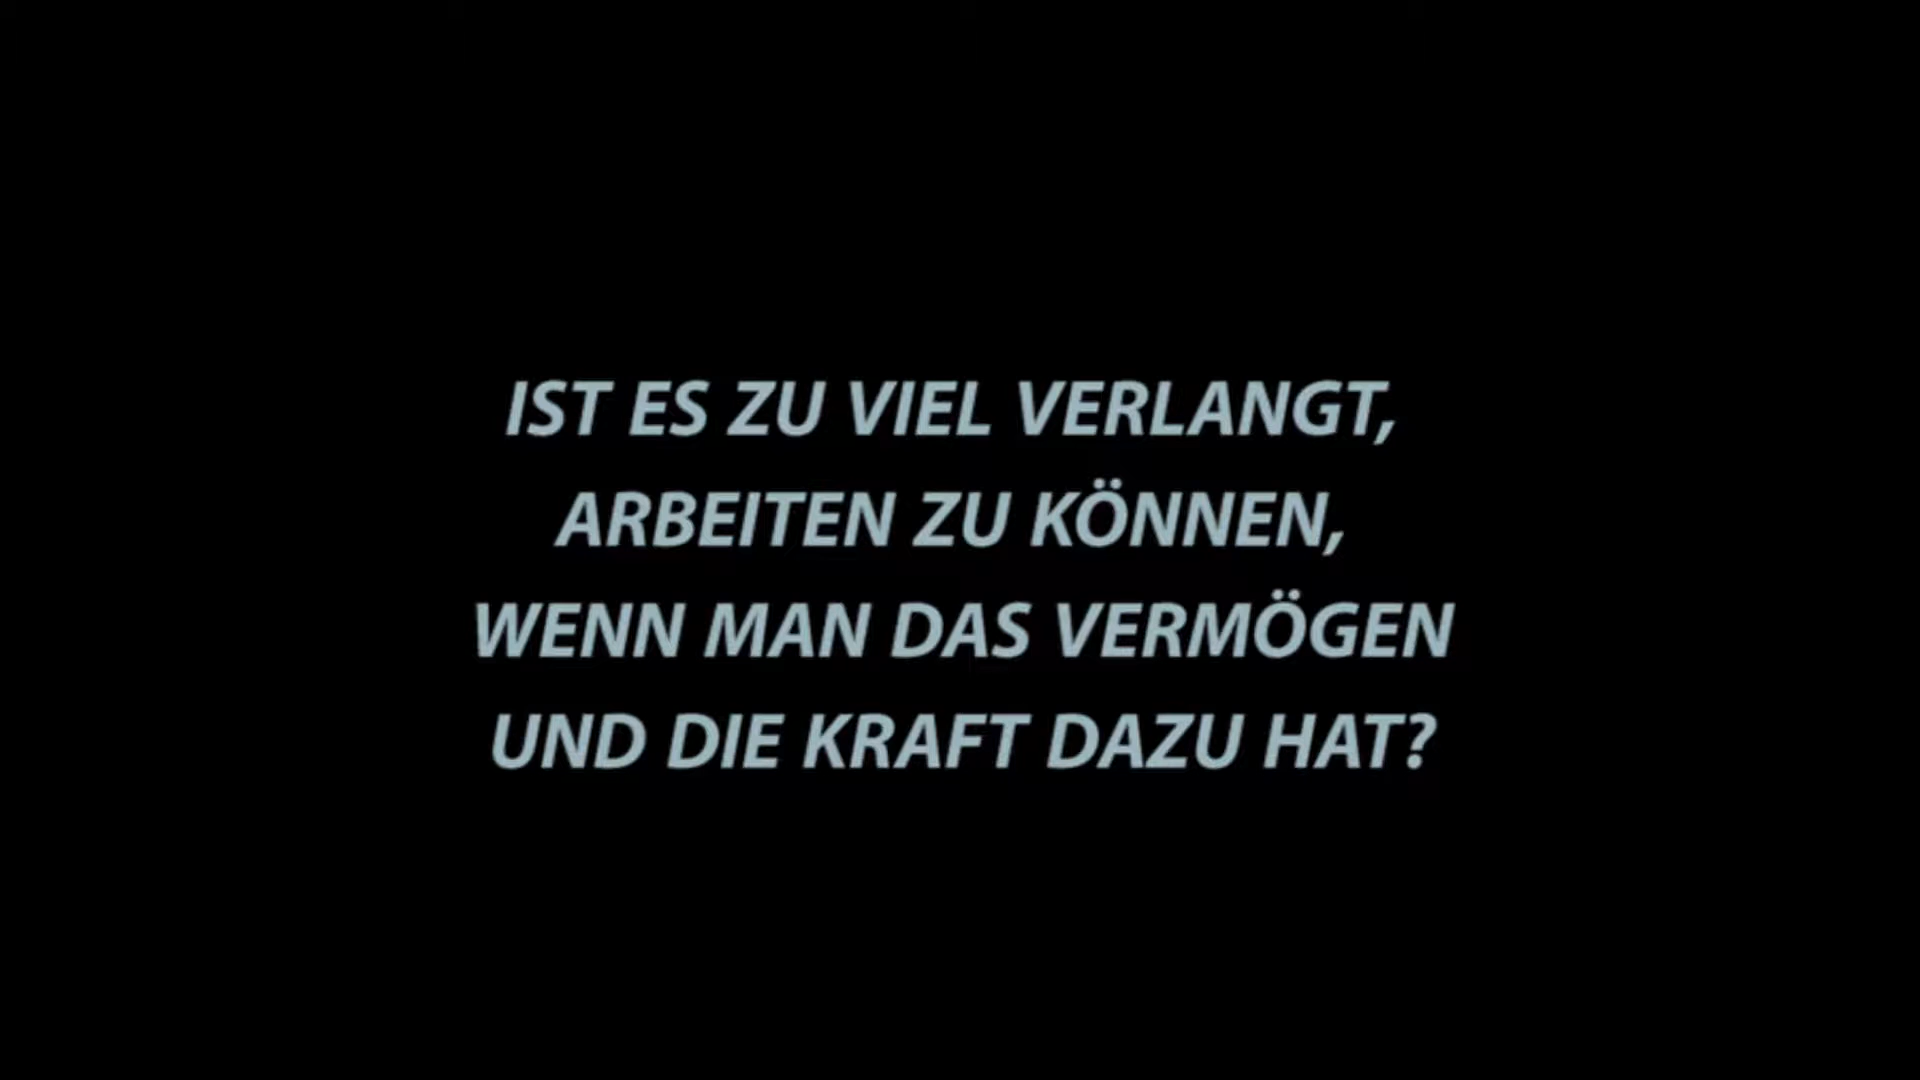 IST ES ZU VIEL VERLANGT,
ARBEITEN ZU KÖNNEN,
WENN MAN DAS VERMÖGEN
UND DIE KRAFT DAZU HAT?